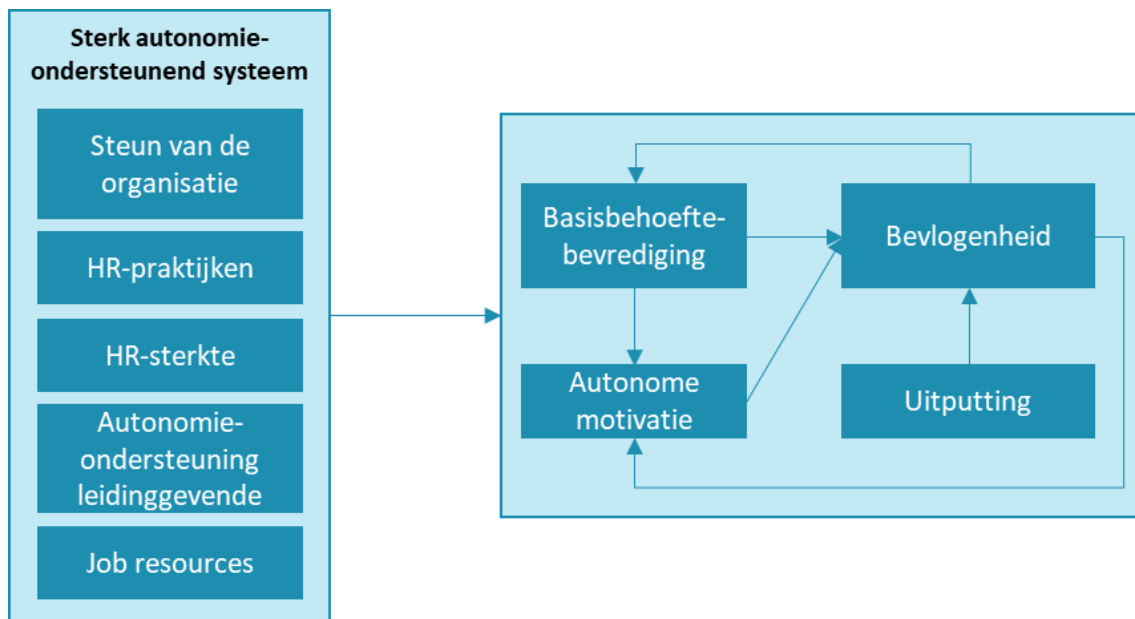 Sterk autonomie-
ondersteunend systeem
Steun van de
organisatie
HR-praktijken
HR-sterkte
Autonomie-
ondersteuning
leidinggevende
Job resources
Basisbehoefte-
bevrediging
Bevlogenheid
Autonome
motivatie
Uitputting